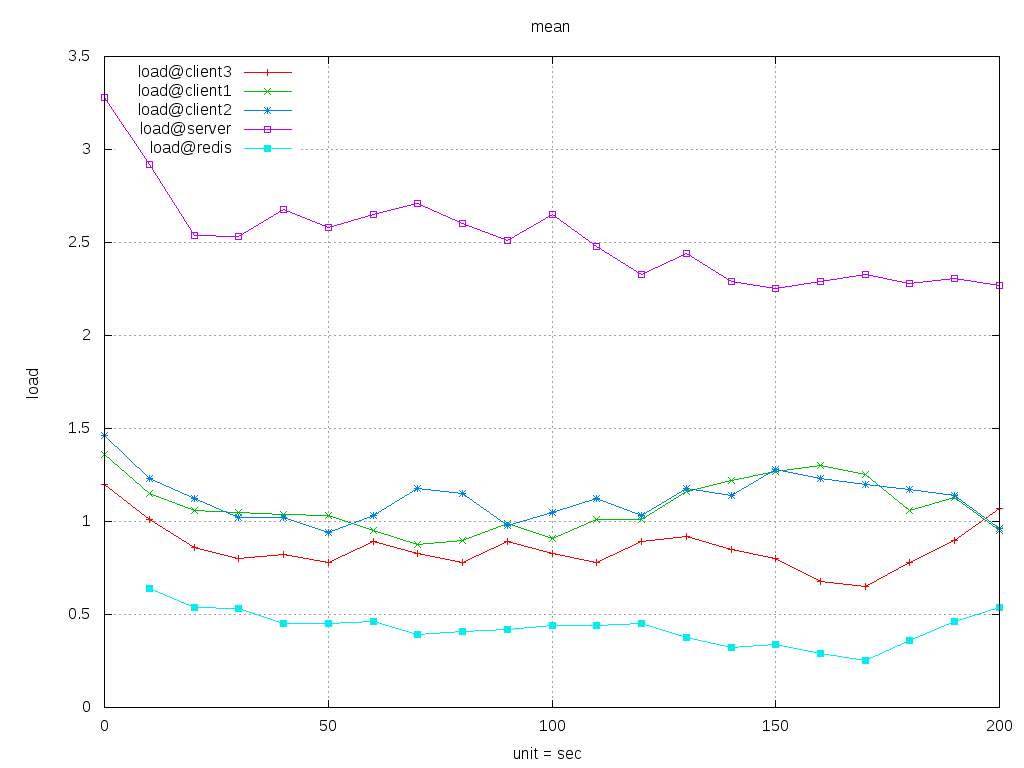 mean
3.5
load@client3
load@client1
load@client2
load@server
load@redis
3
2.5
2
1.5
1
0.5
0
load
0 50 100 150 200
unit = sec